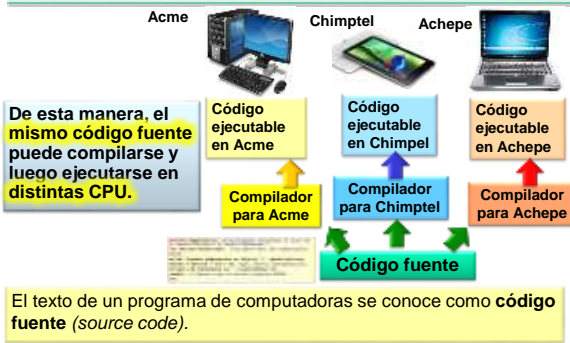 Acme
Chimptel
Achepe
De esta manera, el
mismo código fuente
puede compilarse y
luego ejecutarse en
distintas CPU.
Código
ejecutable
en Acme
Código
ejecutable
en Chimpel
Código
ejecutable
en Achepe
Compilador
para Acme
Compilador
para Chimptel
Compilador
para Achepe
Código fuente
El texto de un programa de computadoras se conoce como código
fuente (source code).